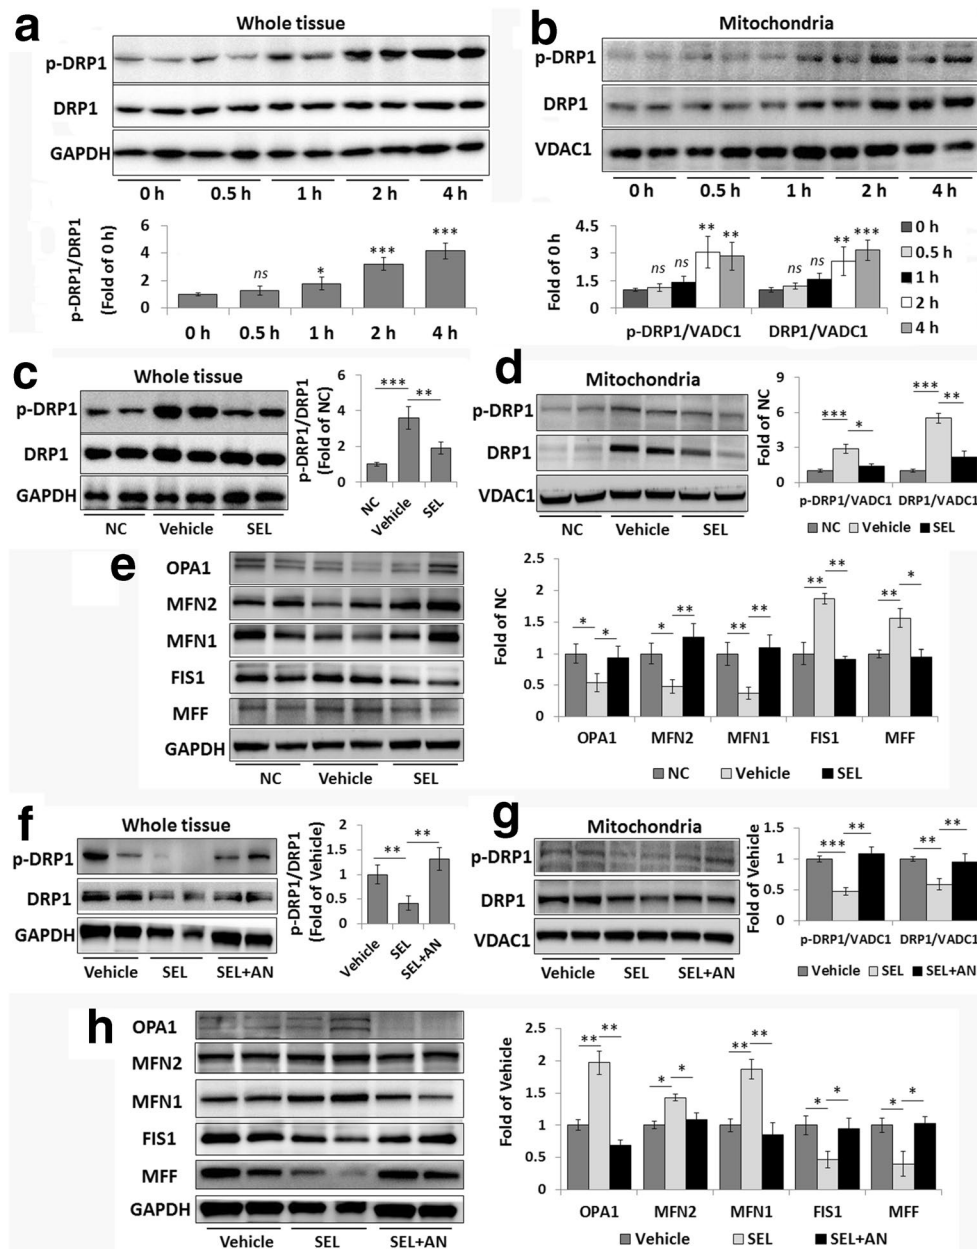 a
Whole tissue
p-DRP1
DRP1
GAPDH
0 h 0.5 h 1 h 2 h 4 h
p-DRP1/DRP1
(Fold of 0 h)
6
4
2
0
ns * *** ***
0 h 0.5 h 1 h 2 h 4 h
b
Mitochondria
p-DRP1
DRP1
VDAC1
0 h 0.5 h 1 h 2 h 4 h
Fold of 0 h
4.5
3
1.5
0
ns ns ** ** ns ns ** ***
p-DRP1/VADC1 DRP1/VADC1
0 h
0.5 h
1 h
2 h
4 h
c
Whole tissue
p-DRP1
DRP1
GAPDH
NC Vehicle SEL
p-DRP1/DRP1
(Fold of NC)
6
4
2
0
*** **
NC Vehicle SEL
d
Mitochondria
p-DRP1
DRP1
VDAC1
NC Vehicle SEL
Fold of NC
9
6
3
0
*** * *** **
p-DRP1/VADC1 DRP1/VADC1
NC Vehicle SEL
e
OPA1
MFN2
MFN1
FIS1
MFF
GAPDH
NC Vehicle SEL
Fold of NC
2.5
2
1.5
1
0.5
0
* * * ** ** ** ** ** ** *
OPA1 MFN2 MFN1 FIS1 MFF
NC Vehicle SEL
f
Whole tissue
p-DRP1
DRP1
GAPDH
Vehicle SEL SEL+AN
p-DRP1/DRP1
(Fold of Vehicle)
2
1.5
1
0.5
0
** **
Vehicle SEL SEL+AN
g
Mitochondria
p-DRP1
DRP1
VDAC1
Vehicle SEL SEL+AN
Fold of Vehicle
1.5
1
0.5
0
*** ** ** **
p-DRP1/VADC1 DRP1/VADC1
Vehicle SEL SEL+AN
h
OPA1
MFN2
MFN1
FIS1
MFF
GAPDH
Vehicle SEL SEL+AN
Fold of Vehicle
2.5
2
1.5
1
0.5
0
** ** * * ** ** * * * *
OPA1 MFN2 MFN1 FIS1 MFF
Vehicle SEL SEL+AN